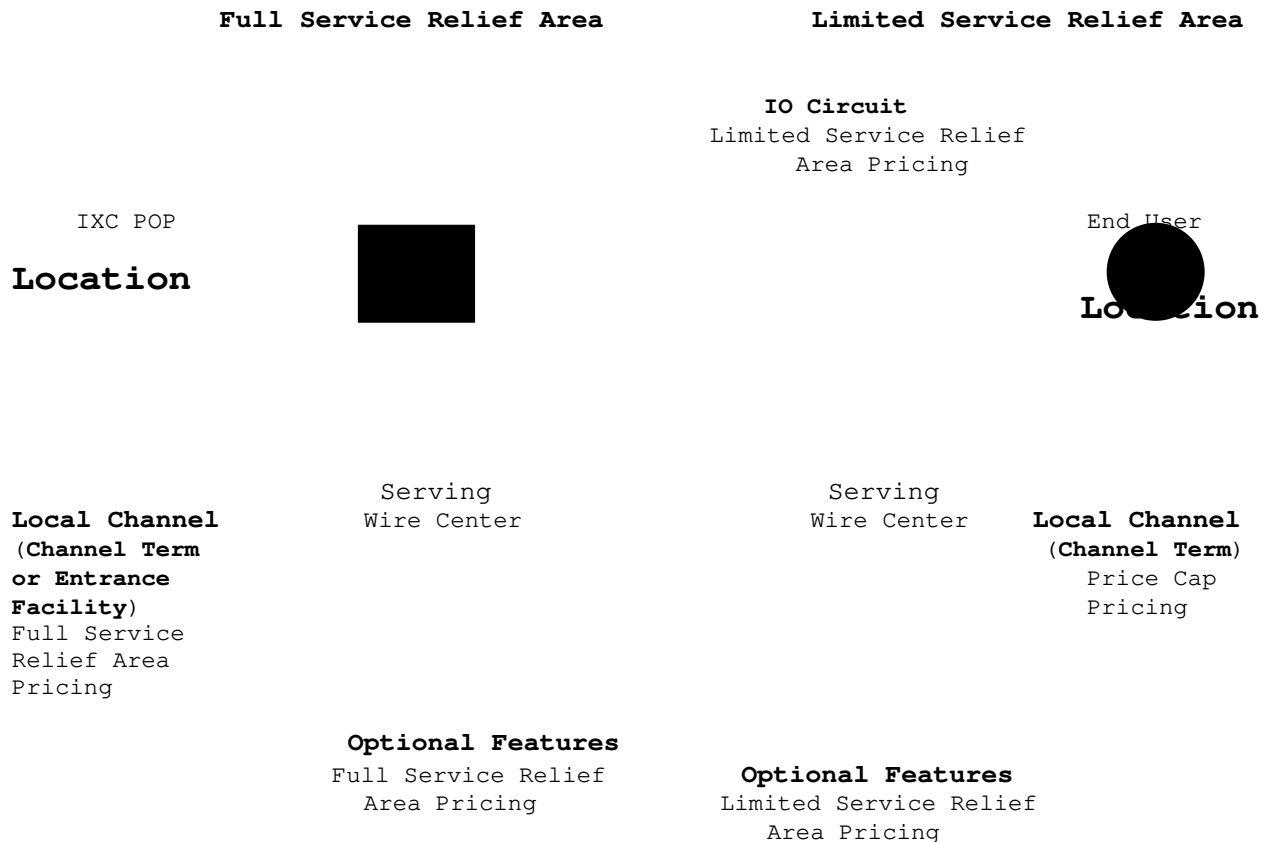 Full Service Relief Area
Limited Service Relief Area
IO Circuit
Limited Service Relief
Area Pricing
IXC POP
Location
End User
Location
Serving
Wire Center
Serving
Wire Center
Local Channel
(Channel Term
or Entrance
Facility)
Full Service
Relief Area
Pricing
Local Channel
(Channel Term)
Price Cap
Pricing
Optional Features
Full Service Relief
Area Pricing
Optional Features
Limited Service Relief
Area Pricing